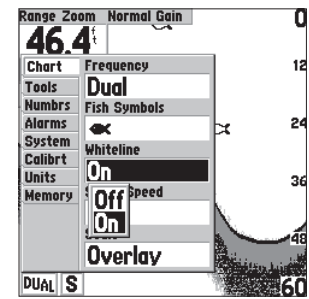 Range Zoom Normal Gain
46.4 ft
0
Chart
Tools
Numbrs
Alarms
System
Calibrt
Units
Memory
Frequency
Dual
Fish Symbols
Whiteline
On
Off
On
Speed
Overlay
12
24
36
48
60
DUAL S